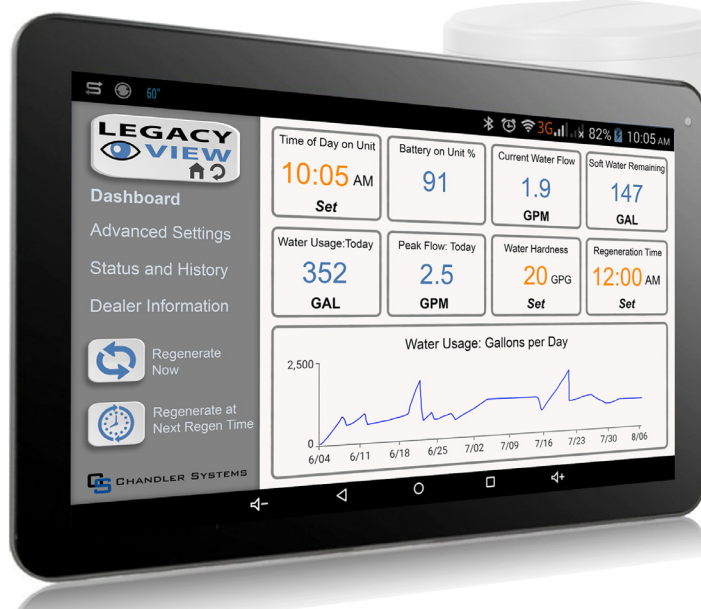 60°
3G
82%
10:05 AM
LEGACY
VIEW
Dashboard
Advanced Settings
Status and History
Dealer Information
Regenerate
Now
Regenerate at
Next Regen Time
CS CHANDLER SYSTEMS
Time of Day on Unit
10:05 AM
Set
Battery on Unit %
91
Current Water Flow
1.9
GPM
Soft Water Remaining
147
GAL
Water Usage:Today
352
GAL
Peak Flow: Today
2.5
GPM
Water Hardness
20 GPG
Set
Regeneration Time
12:00 AM
Set
Water Usage: Gallons per Day
2,500
0
6/04 6/11 6/18 6/25 7/02 7/09 7/16 7/23 7/30 8/06